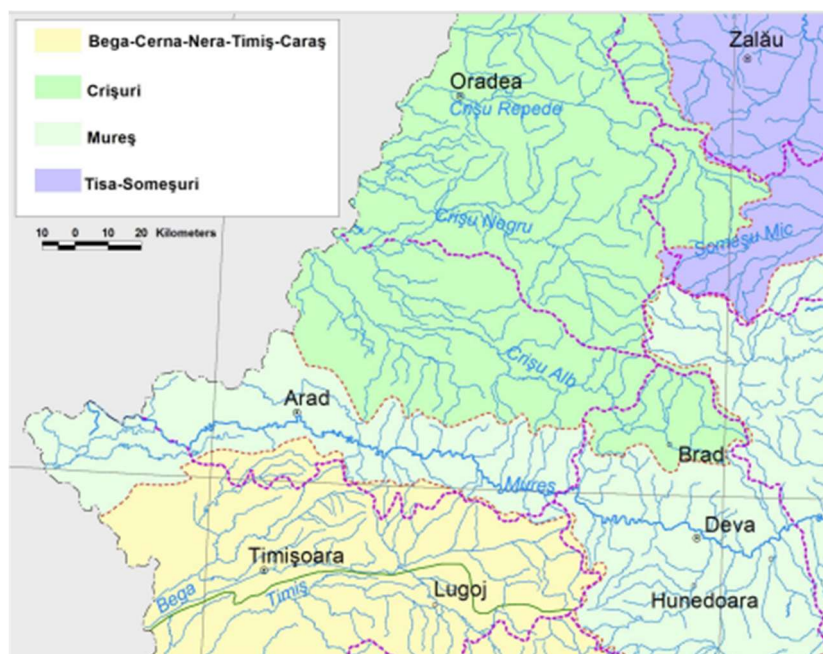 Bega-Cerna-Nera-Timiş-Caraş
Crişuri
Mureş
Tisa-Someşuri
10 0 10 20 Kilometers
Zalău
Oradea
Crişu Repede
Crişu Negru
Someşu Mic
Crişu Alb
Arad
Brad
Mureş
Deva
Timişoara
Bega
Timiş
Lugoj
Hunedoara